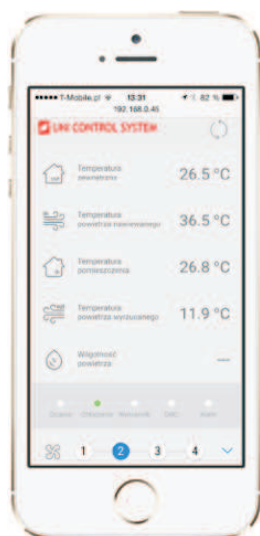 T-Mobile.pl 13:31 82 %
192.168.0.45
UNI CONTROL SYSTEM
Temperatura
zewnętrzna
26.5 °C
Temperatura
powietrza nawiewanego
36.5 °C
Temperatura
pomieszczenia
26.8 °C
Temperatura
powietrza wyrzucanego
11.9 °C
Wilgotność
powietrza
—
Chłodzenie
1 2 3 4